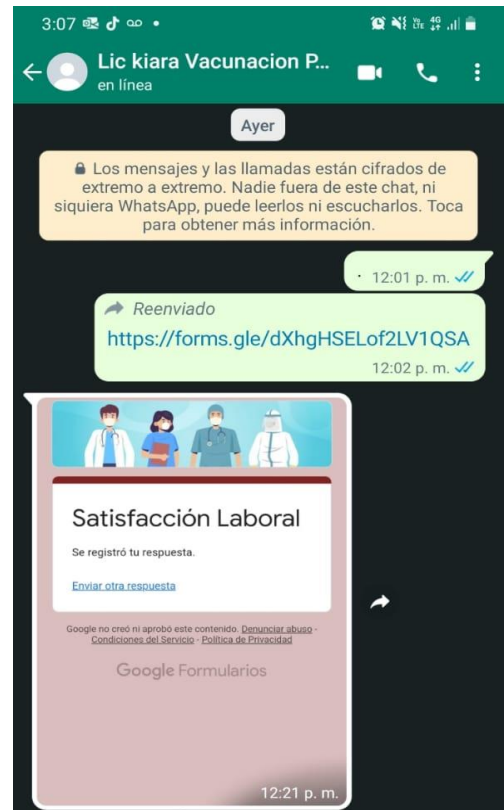 3:07
VoLTE 4G
Lic kiara Vacunacion P...
en línea
Ayer
Los mensajes y las llamadas están cifrados de
extremo a extremo. Nadie fuera de este chat, ni
siquiera WhatsApp, puede leerlos ni escucharlos. Toca
para obtener más información.
. 12:01 p. m.
Reenviado
https://forms.gle/dXhgHSELof2LV1QSA
12:02 p. m.
Satisfacción Laboral
Se registró tu respuesta.
Enviar otra respuesta
Google no creó ni aprobó este contenido. Denunciar abuso -
Condiciones del Servicio - Política de Privacidad
Google Formularios
12:21 p. m.